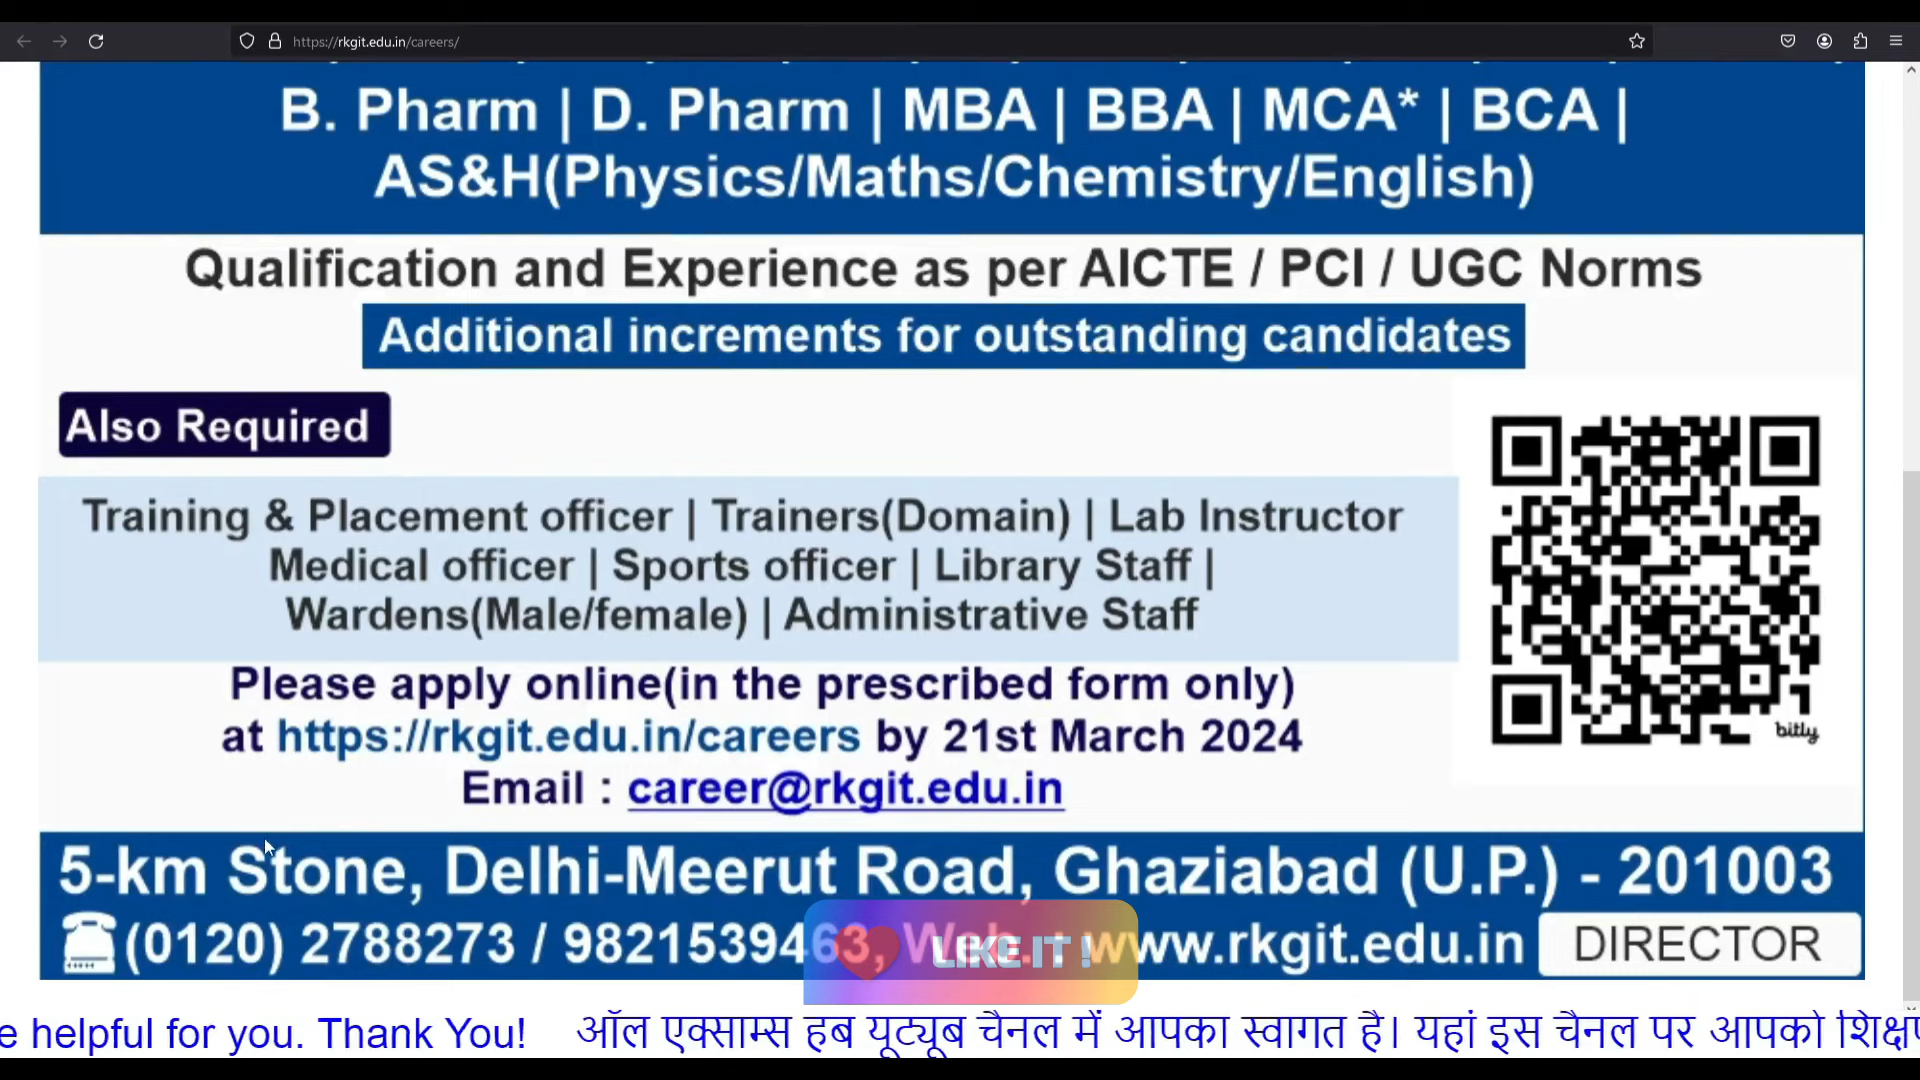 https://rkgit.edu.in/careers/
B. Pharm | D. Pharm | MBA | BBA | MCA* | BCA |
AS&H(Physics/Maths/Chemistry/English)
Qualification and Experience as per AICTE / PCI / UGC Norms
Additional increments for outstanding candidates
Also Required
Training & Placement officer | Trainers(Domain) | Lab Instructor
Medical officer | Sports officer | Library Staff |
Wardens(Male/female) | Administrative Staff
Please apply online(in the prescribed form only)
at https://rkgit.edu.in/careers by 21st March 2024
Email : career@rkgit.edu.in
bitly
5-km Stone, Delhi-Meerut Road, Ghaziabad (U.P.) - 201003
(0120) 2788273 / 9821539463, Web.: www.rkgit.edu.in DIRECTOR
LIKE IT !
e helpful for you. Thank You! ऑल एक्साम्स हब यूट्यूब चैनल में आपका स्वागत है। यहां इस चैनल पर आपको